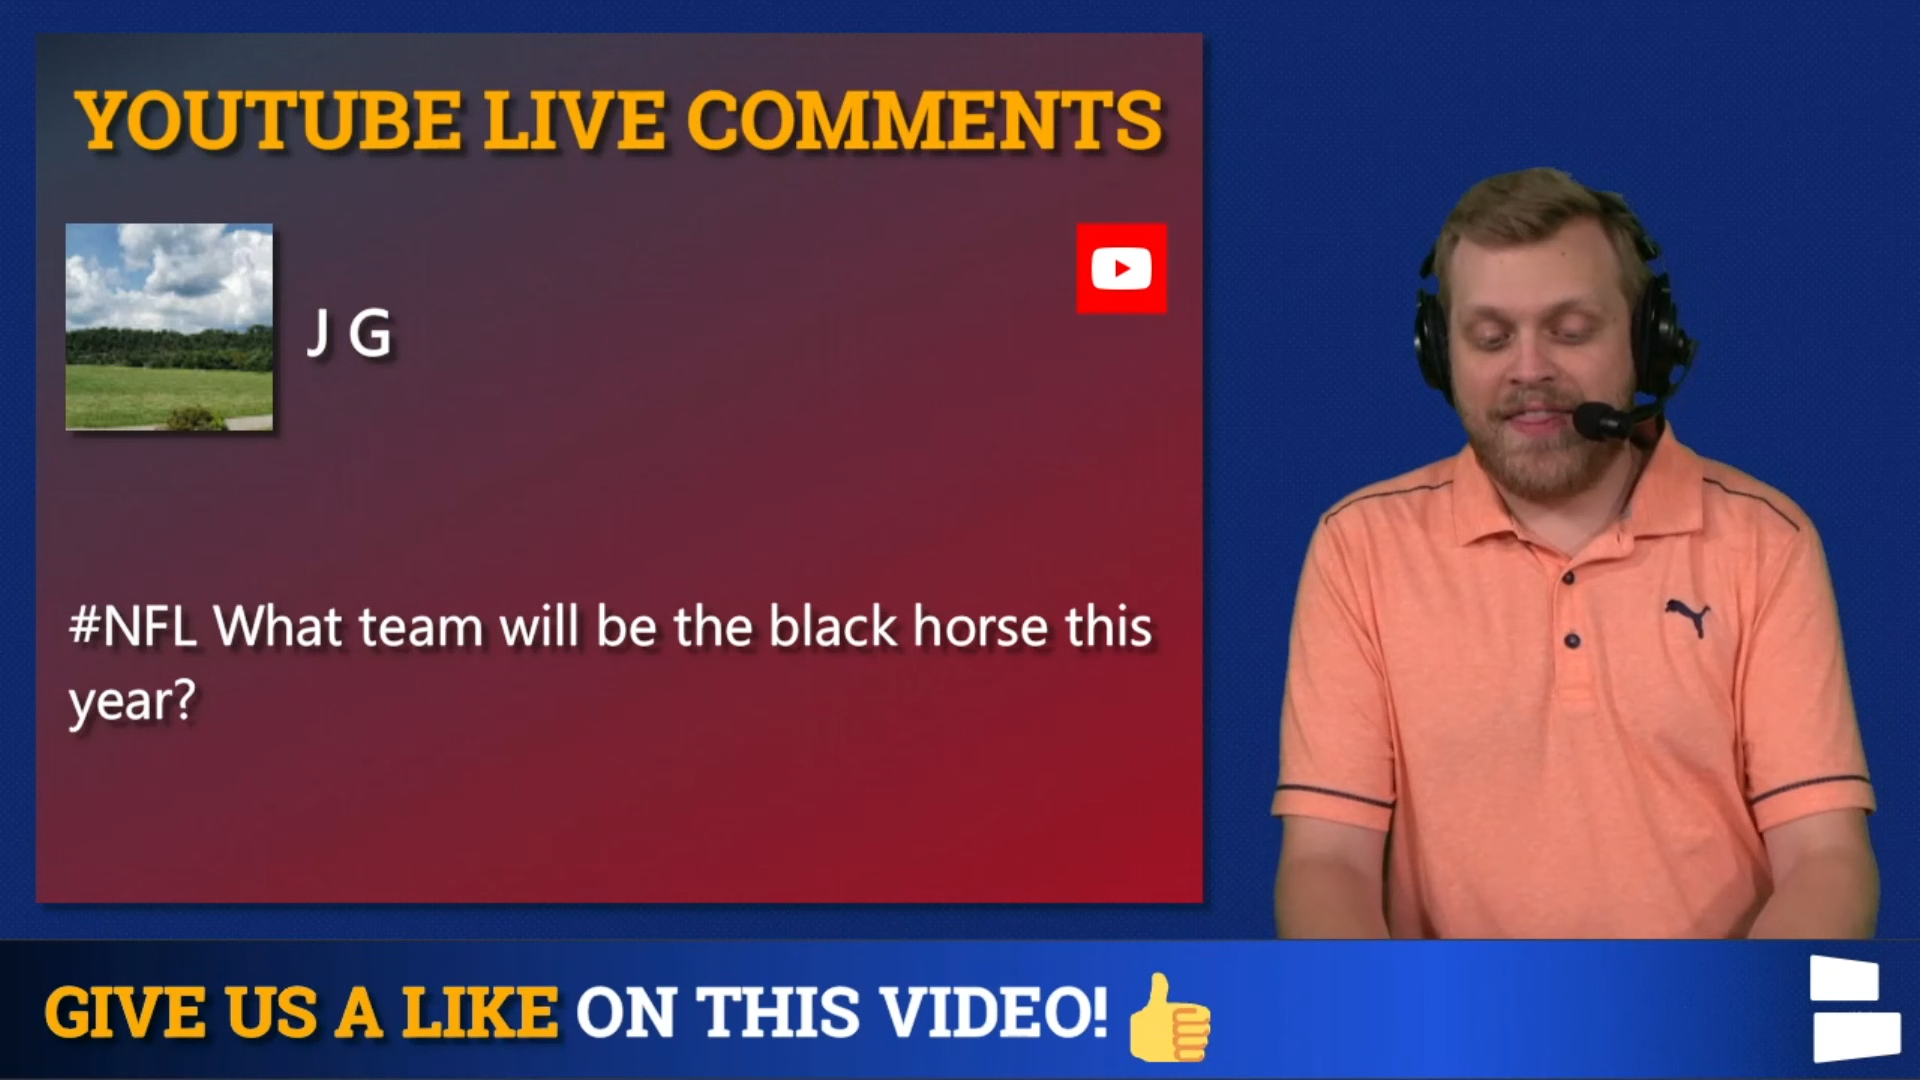 YOUTUBE LIVE COMMENTS
J G
#NFL What team will be the black horse this
year?
GIVE US A LIKE ON THIS VIDEO!